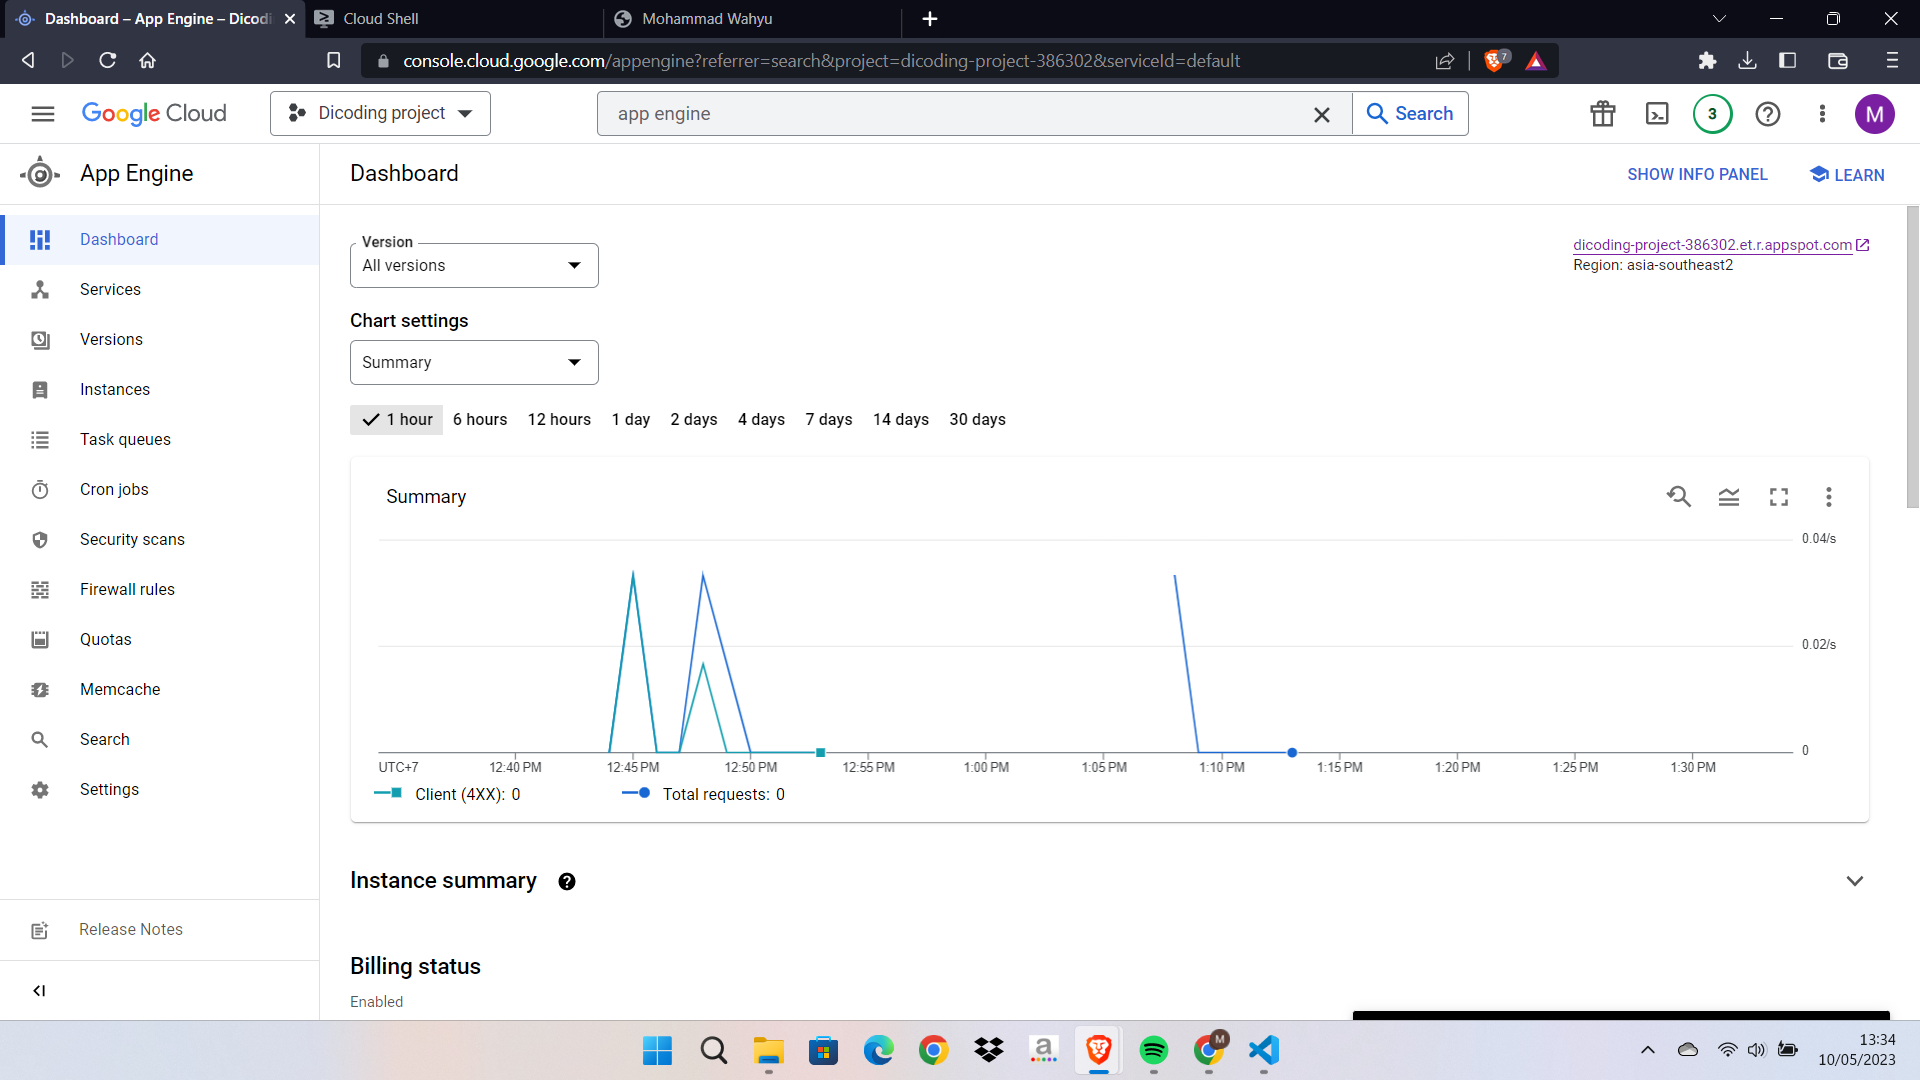 Dashboard – App Engine – Dicodi
Cloud Shell
Mohammad Wahyu
console.cloud.google.com/appengine?referrer=search&project=dicoding-project-386302&serviceId=default
7
Google Cloud
Dicoding project
app engine
Search
3
M
App Engine
Dashboard
SHOW INFO PANEL
LEARN
Dashboard
Services
Versions
Instances
Task queues
Cron jobs
Security scans
Firewall rules
Quotas
Memcache
Search
Settings
Release Notes
Version
All versions
dicoding-project-386302.et.r.appspot.com
Region: asia-southeast2
Chart settings
Summary
1 hour 6 hours 12 hours 1 day 2 days 4 days 7 days 14 days 30 days
Summary
0.04/s
0.02/s
0
UTC+7 12:40 PM 12:45 PM 12:50 PM 12:55 PM 1:00 PM 1:05 PM 1:10 PM 1:15 PM 1:20 PM 1:25 PM 1:30 PM
Client (4XX): 0 Total requests: 0
Instance summary
Billing status
Enabled
a
M
13:34
10/05/2023